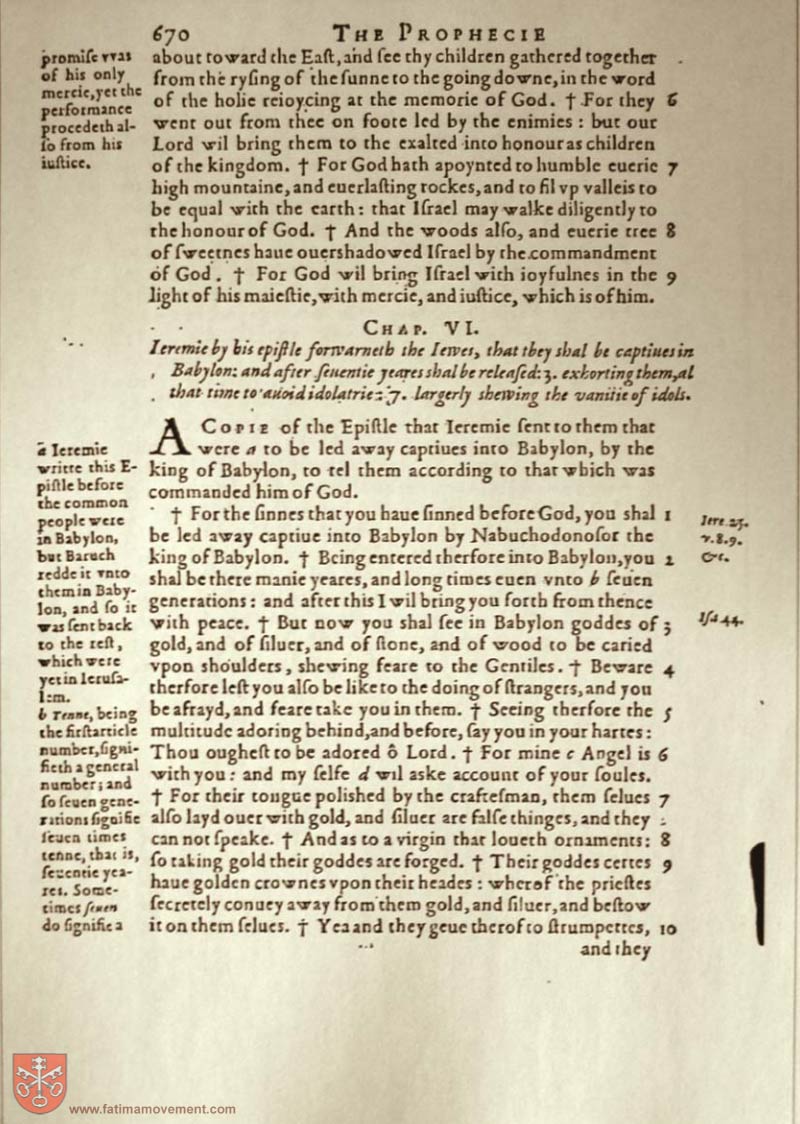 670
THE PROPHECIE
promiſe vvas
of his only
mercie, yet the
performance
procedeth al-
ſo from his
iuſtice.
about toward the Eaſt, and ſee thy children gathered together
from the ryſing of the ſunne to the going downe, in the word
of the holie reioycing at the memorie of God. † For they 6
went out from thee on foote led by the enimies : but our
Lord wil bring them to the exalted into honour as children
of the kingdom. † For God hath apoynted to humble euerie 7
high mountaine, and euerlaſting rockes, and to fil vp valleis to
be equal with the earth: that Iſrael may walke diligently to
the honour of God. † And the woods alſo, and euerie tree 8
of ſweetnes haue ouershadowed Iſrael by the commandment
of God. † For God wil bring Iſrael with ioyfulnes in the 9
light of his maieſtie, with mercie, and iuſtice, which is of him.
CHAP. VI.
Ieremie by his epiſtle forwarneth the Iewes, that they shal be captiues in
Babylon: and after ſeuentie yeares shal be releaſed: 3. exhorting them, al
that time to auoid idolatrie: 7. largerly shewing the vanitie of idols.
A COPIE of the Epiſtle that Ieremie ſent to them that
were a to be led away captiues into Babylon, by the
king of Babylon, to tel them according to that which was
commanded him of God.
† For the ſinnes that you haue ſinned before God, you shal 1
be led away captiue into Babylon by Nabuchodonoſor the
king of Babylon. † Being entered therfore into Babylon, you 2
shal be there manie yeares, and long times euen vnto b ſeuen
generations: and after this I wil bring you forth from thence
with peace. † But now you shal ſee in Babylon goddes of 3
gold, and of ſiluer, and of ſtone, and of wood to be caried
vpon shoulders, shewing feare to the Gentiles. † Beware 4
therfore leſt you alſo be like to the doing of ſtrangers, and you
be afrayd, and feare take you in them. † Seeing therfore the 5
multitude adoring behind, and before, ſay you in your hartes:
Thouougheſt to be adored ô Lord. † For mine c Angel is 6
with you: and my ſelfe d wil aske account of your ſoules.
† For their tongue polished by the crafteſman, them ſelues 7
alſo layd ouer with gold, and ſiluer are falſe thinges, and they
can not ſpeake. † And as to a virgin that loueth ornaments: 8
ſo taking gold their goddes are forged. † Their goddes certes 9
haue golden crownes vpon their heades : wherof the prieſtes
ſecretely conuey away from them gold, and ſiluer, and beſtow
it on them ſelues. † Yea and they geue therof to ſtrumpettes, 10
and they
a Ieremie
writte this E-
piſtle before
the common
people were
in Babylon,
but Baruch
redde it vnto
them in Baby-
lon, and ſo it
was ſent back
to the reſt,
which were
yet in Ieruſa-
lem.
b Tenne, being
the firſt article
number, ſigni-
fieth a general
number; and
ſo ſeuen gene-
rations ſignifie
ſeuen times
tenne, that is,
ſeuentie yea-
res. Some-
times ſeuen
do ſignifie a
Iere 25.
v. 8. 9.
&c.
Iſa 44.
www.fatimamovement.com